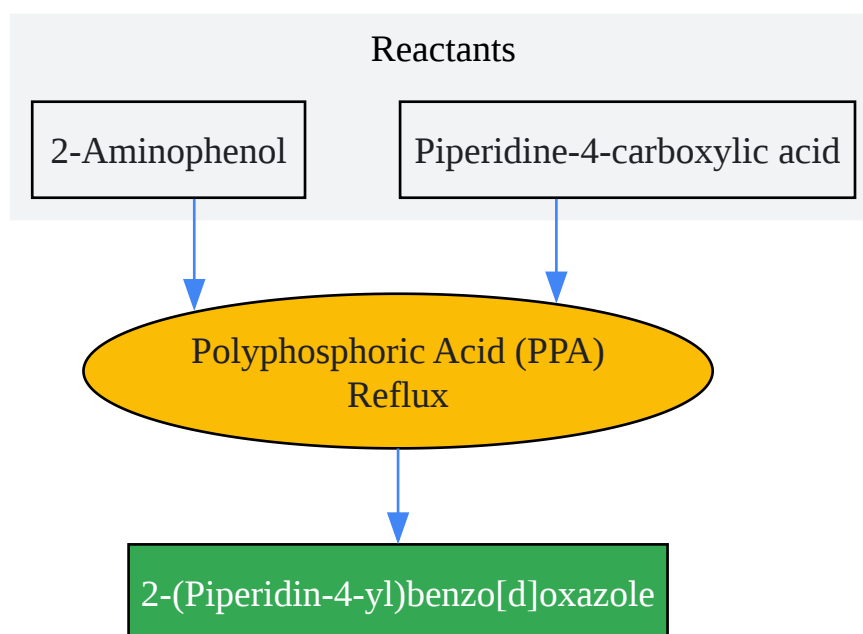 Reactants
2-Aminophenol
Piperidine-4-carboxylic acid
Polyphosphoric Acid (PPA)
Reflux
2-(Piperidin-4-yl)benzo[d]oxazole